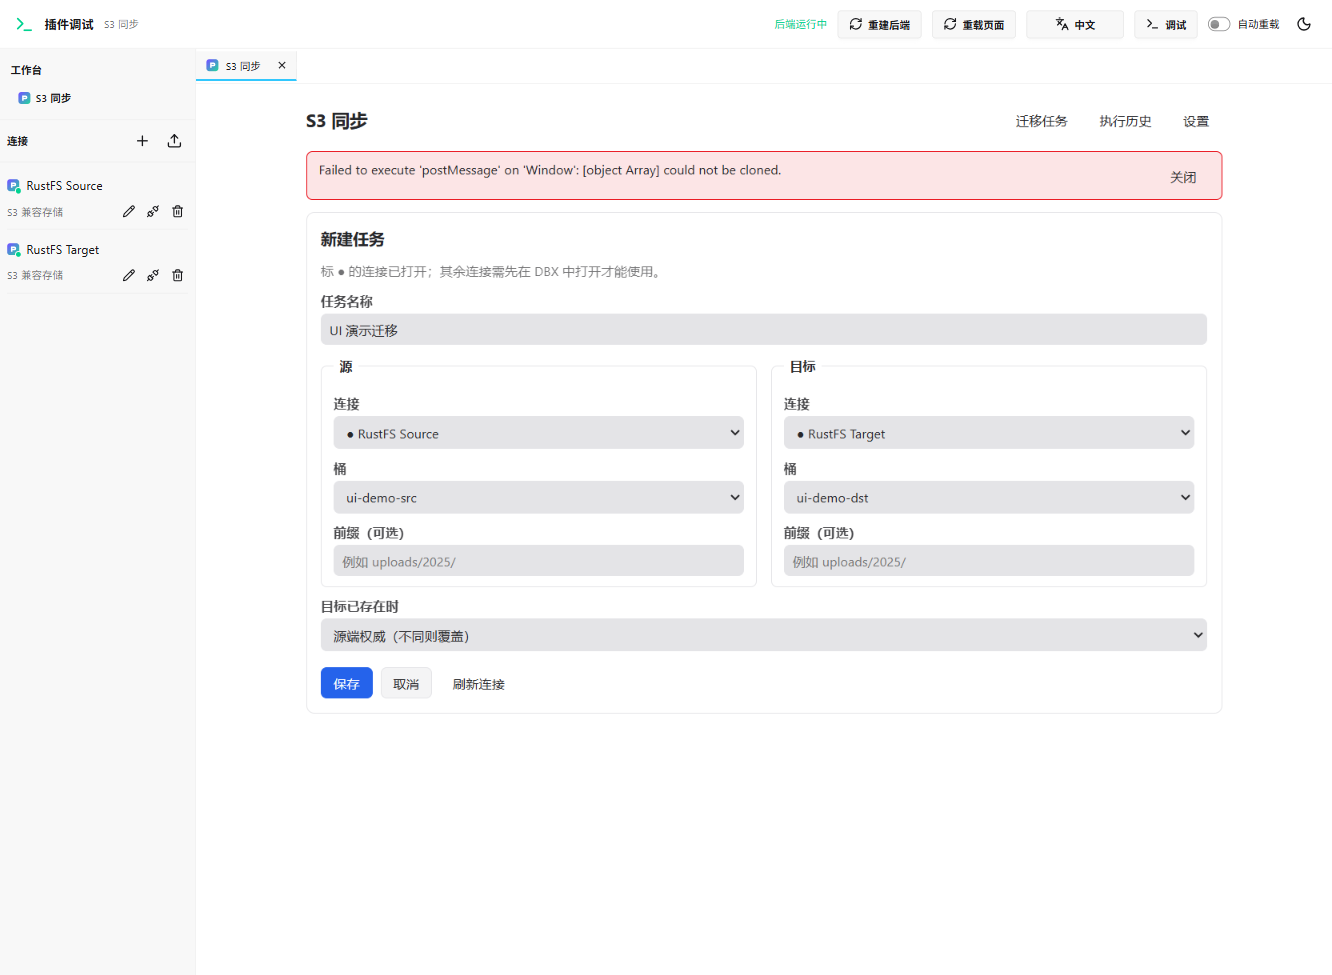 插件调试 S3 同步
后端运行中 重建后端 重载页面 中文 调试 自动重载
工作台
S3 同步
连接
RustFS Source
S3 兼容存储
RustFS Target
S3 兼容存储
S3 同步
S3 同步
迁移任务 执行历史 设置
Failed to execute 'postMessage' on 'Window': [object Array] could not be cloned.
关闭
新建任务
标 ● 的连接已打开；其余连接需先在 DBX 中打开才能使用。
任务名称
UI 演示迁移
源
连接
● RustFS Source
桶
ui-demo-src
前缀（可选）
例如 uploads/2025/
目标
连接
● RustFS Target
桶
ui-demo-dst
前缀（可选）
例如 uploads/2025/
目标已存在时
源端权威（不同则覆盖）
保存 取消 刷新连接